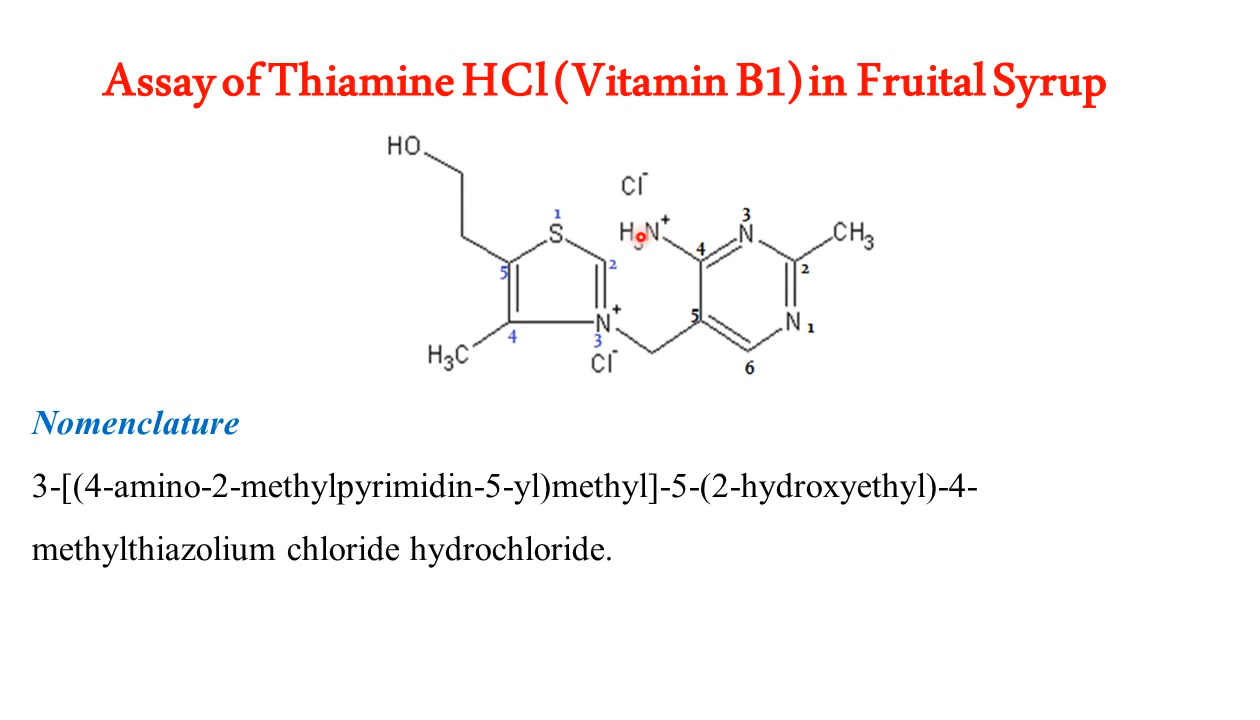 Assay of Thiamine HCl (Vitamin B1) in Fruital Syrup
HO
Cl⁻
1
3
S
H₃N⁺
N
CH₃
4
5
2
2
5
N⁺
N 1
4
3
H₃C
Cl⁻
6
Nomenclature
3-[(4-amino-2-methylpyrimidin-5-yl)methyl]-5-(2-hydroxyethyl)-4-
methylthiazolium chloride hydrochloride.